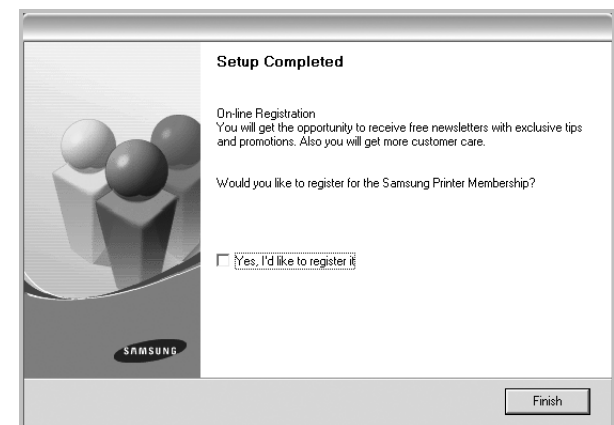 Setup Completed
On-line Registration
You will get the opportunity to receive free newsletters with exclusive tips
and promotions. Also you will get more customer care.
Would you like to register for the Samsung Printer Membership?
Yes, I'd like to register it
SAMSUNG
Finish